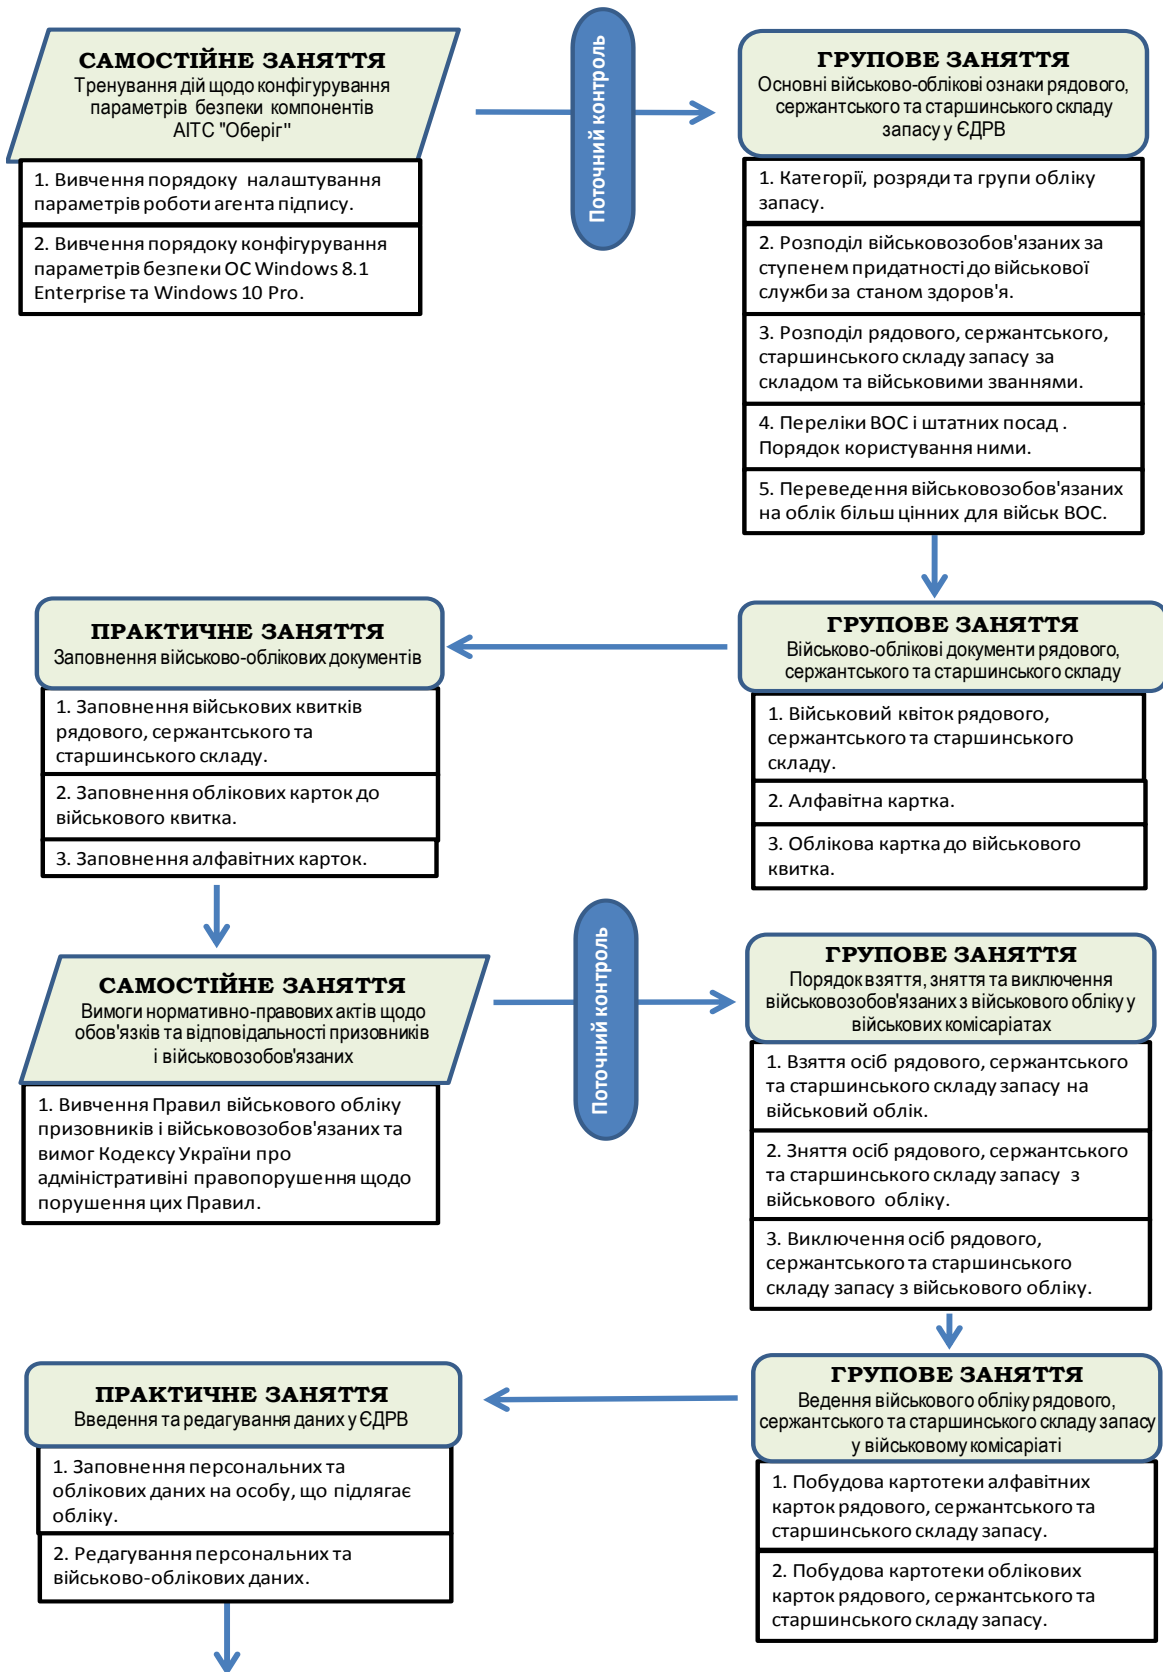 САМОСТІЙНЕ ЗАНЯТТЯ
Тренування дій щодо конфігурування
параметрів безпеки компонентів
АІТС "Оберіг"
1. Вивчення порядоку налаштування
параметрів роботи агента підпису.
2. Вивчення порядоку конфігурування
параметрів безпеки ОС Windows 8.1
Enterprise та Windows 10 Pro.
Поточний контроль
ГРУПОВЕ ЗАНЯТТЯ
Основні військово-облікові ознаки рядового,
сержантського та старшинського складу
запасу у ЄДРВ
1. Категорії, розряди та групи обліку
запасу.
2. Розподіл військовозобов'язаних за
ступенем придатності до військової
служби за станом здоров'я.
3. Розподіл рядового, сержантського,
старшинського складу запасу за
складом та військовими званнями.
4. Переліки ВОС і штатних посад .
Порядок користування ними.
5. Переведення військовозобов'язаних
на облік більш цінних для військ ВОС.
ГРУПОВЕ ЗАНЯТТЯ
Військово-облікові документи рядового,
сержантського та старшинського складу
1. Військовий квіток рядового,
сержантського та старшинського
складу.
2. Алфавітна картка.
3. Облікова картка до військового
квитка.
ПРАКТИЧНЕ ЗАНЯТТЯ
Заповнення військово-облікових документів
1. Заповнення військових квитків
рядового, сержантського та
старшинського складу.
2. Заповнення облікових карток до
військового квитка.
3. Заповнення алфавітних карток.
САМОСТІЙНЕ ЗАНЯТТЯ
Вимоги нормативно-правових актів щодо
обов'язків та відповідальності призовників
і військовозобов'язаних
1. Вивчення Правил військового обліку
призовників і військовозобов'язаних та
вимог Кодексу України про
адміністративіні правопорушення щодо
порушення цих Правил.
Поточний контроль
ГРУПОВЕ ЗАНЯТТЯ
Порядок взяття, зняття та виключення
військовозобов'язаних з військового обліку у
військових комісаріатах
1. Взяття осіб рядового, сержантського
та старшинського складу запасу на
військовий облік.
2. Зняття осіб рядового, сержантського
та старшинського складу запасу з
військового обліку.
3. Виключення осіб рядового,
сержантського та старшинського
складу запасу з військового обліку.
ГРУПОВЕ ЗАНЯТТЯ
Ведення військового обліку рядового,
сержантського та старшинського складу запасу
у військовому комісаріаті
1. Побудова картотеки алфавітних
карток рядового, сержантського та
старшинського складу запасу.
2. Побудова картотеки облікових
карток рядового, сержантського та
старшинського складу запасу.
ПРАКТИЧНЕ ЗАНЯТТЯ
Введення та редагування даних у ЄДРВ
1. Заповнення персональних та
облікових даних на особу, що підлягає
обліку.
2. Редагування персональних та
військово-облікових даних.